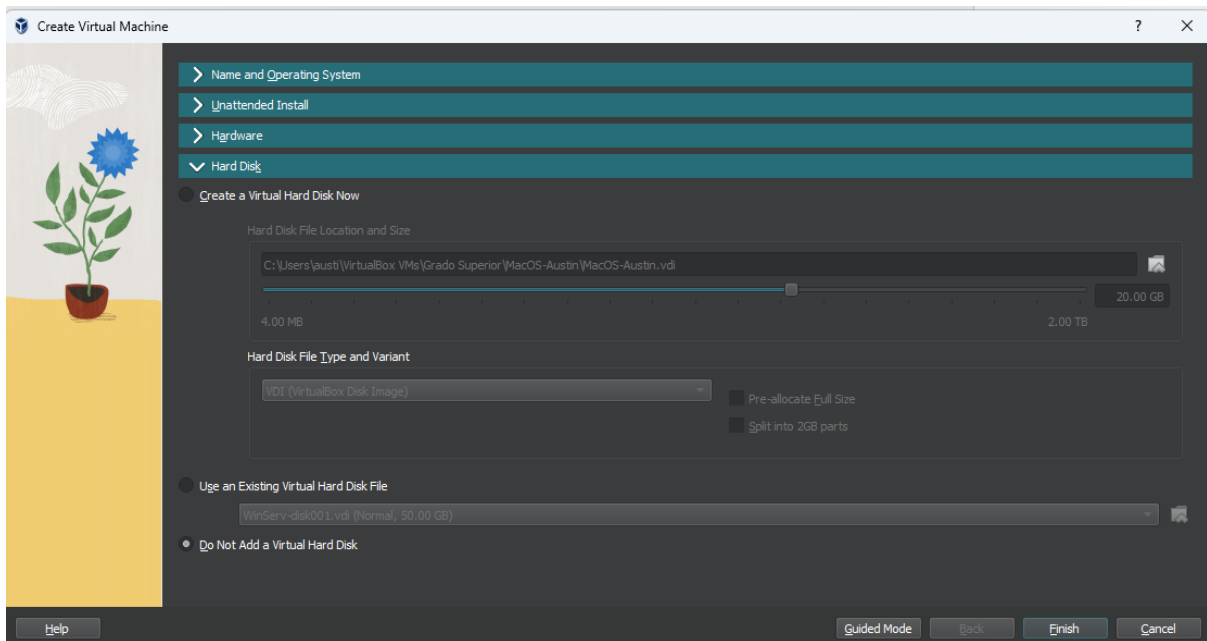 Create Virtual Machine
?
Name and Operating System
Unattended Install
Hardware
Hard Disk
Create a Virtual Hard Disk Now
Hard Disk File Location and Size
C:\Users\austi\VirtualBox VMs\Grado Superior\MacOS-Austin\MacOS-Austin.vdi
20.00 GB
4.00 MB 2.00 TB
Hard Disk File Type and Variant
VDI (VirtualBox Disk Image)
Pre-allocate Full Size
Split into 2GB parts
Use an Existing Virtual Hard Disk File
WinServ-disk001.vdi (Normal, 50.00 GB)
Do Not Add a Virtual Hard Disk
Help Guided Mode Back Finish Cancel